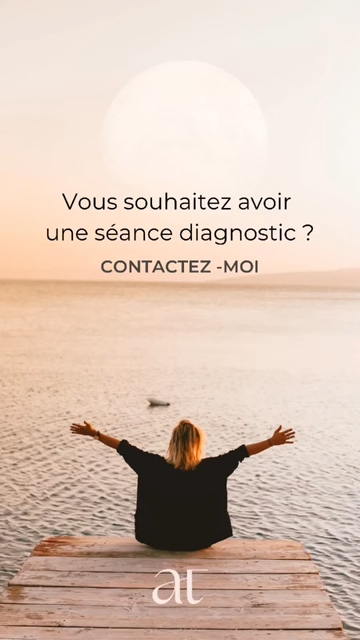 Vous souhaitez avoir
une séance diagnostic ?
CONTACTEZ -MOI
at